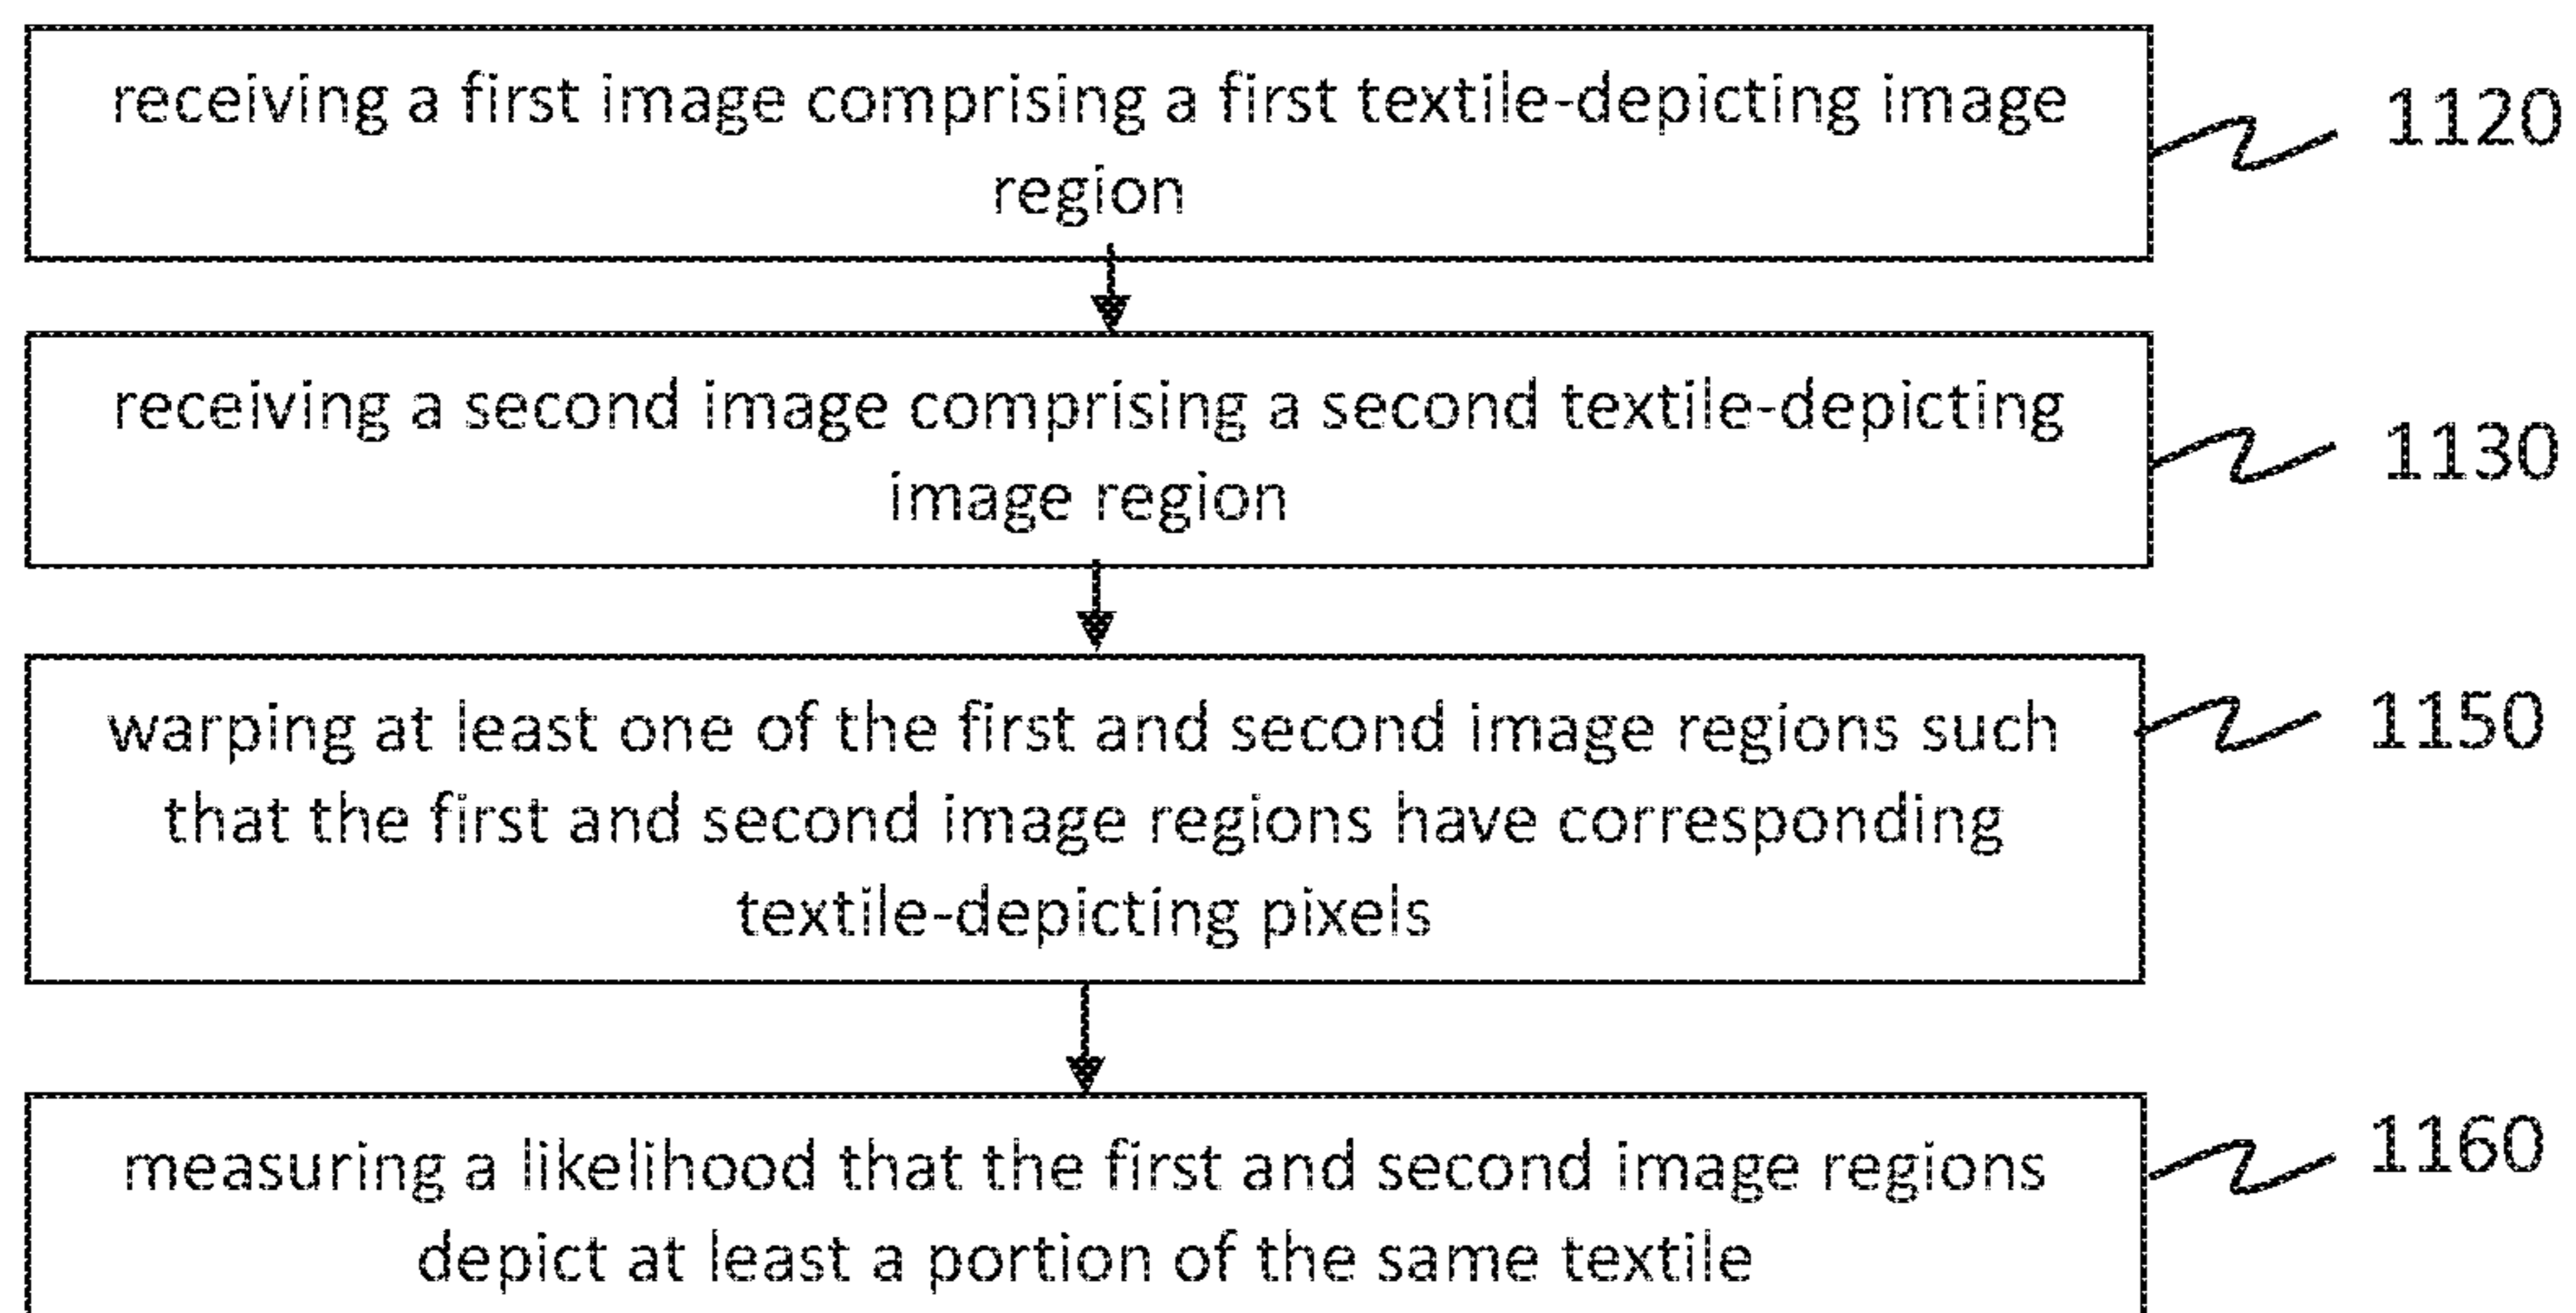 receiving a first image comprising a first textile-depicting image
region
1120
receiving a second image comprising a second textile-depicting
image region
1130
warping at least one of the first and second image regions such
that the first and second image regions have corresponding
textile-depicting pixels
1150
measuring a likelihood that the first and second image regions
depict at least a portion of the same textile
1160